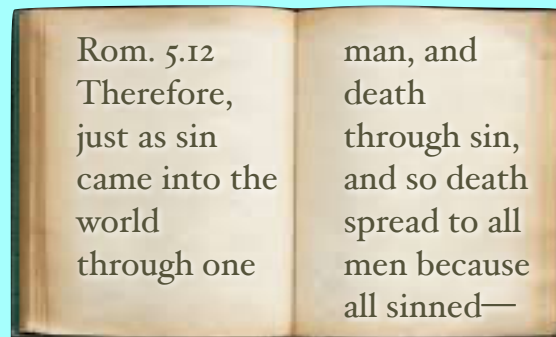 Rom. 5.12
Therefore,
just as sin
came into the
world
through one
man, and
death
through sin,
and so death
spread to all
men because
all sinned—